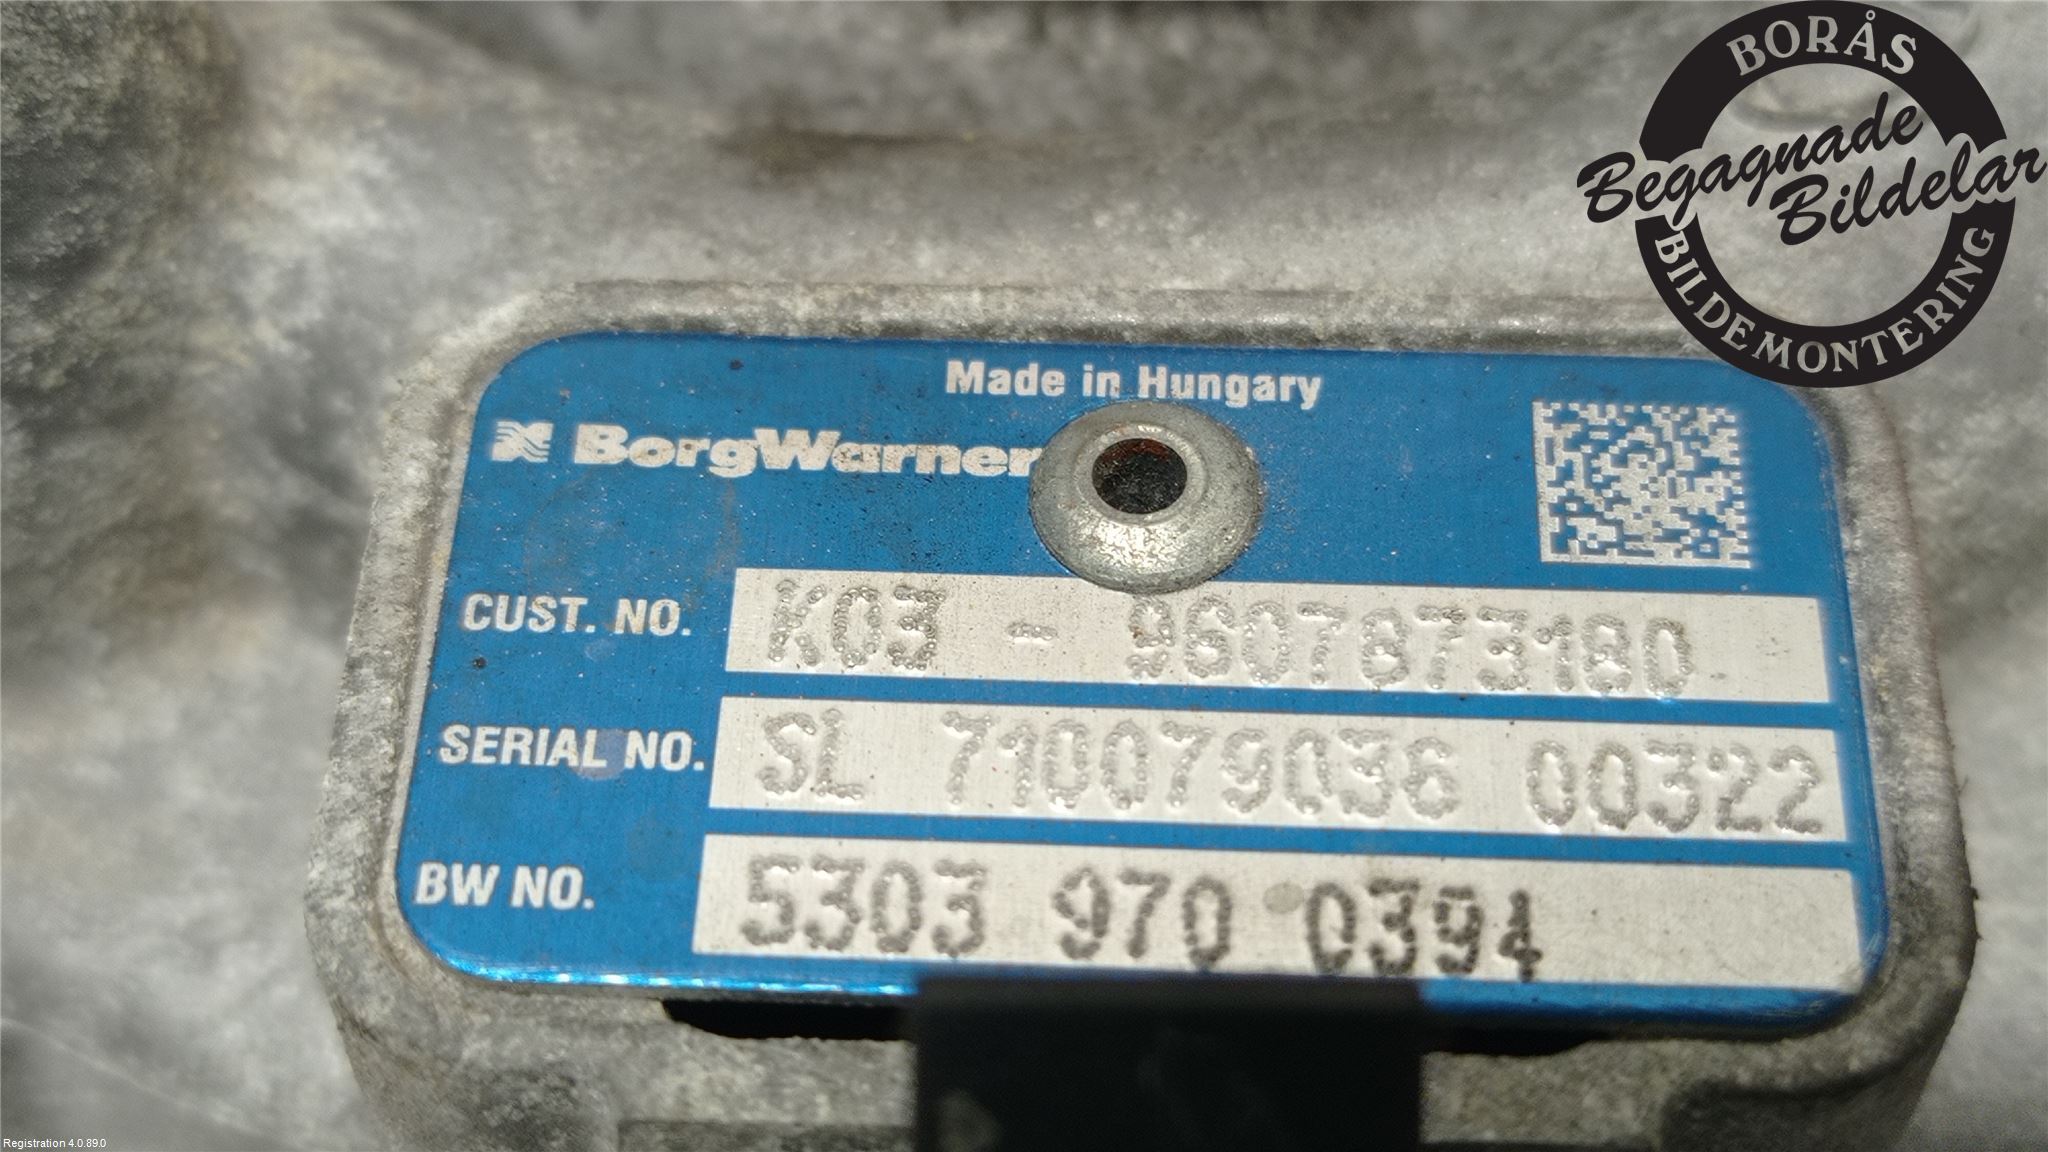 BORÅS
Begagnade
Bildelar
BILDEMONTERING
Made in Hungary
BorgWarner
CUST. NO. K03 - 9607873180
SERIAL NO. SL 710079036 00322
BW NO. 5303 970 0394
Registration 4.0.89,0